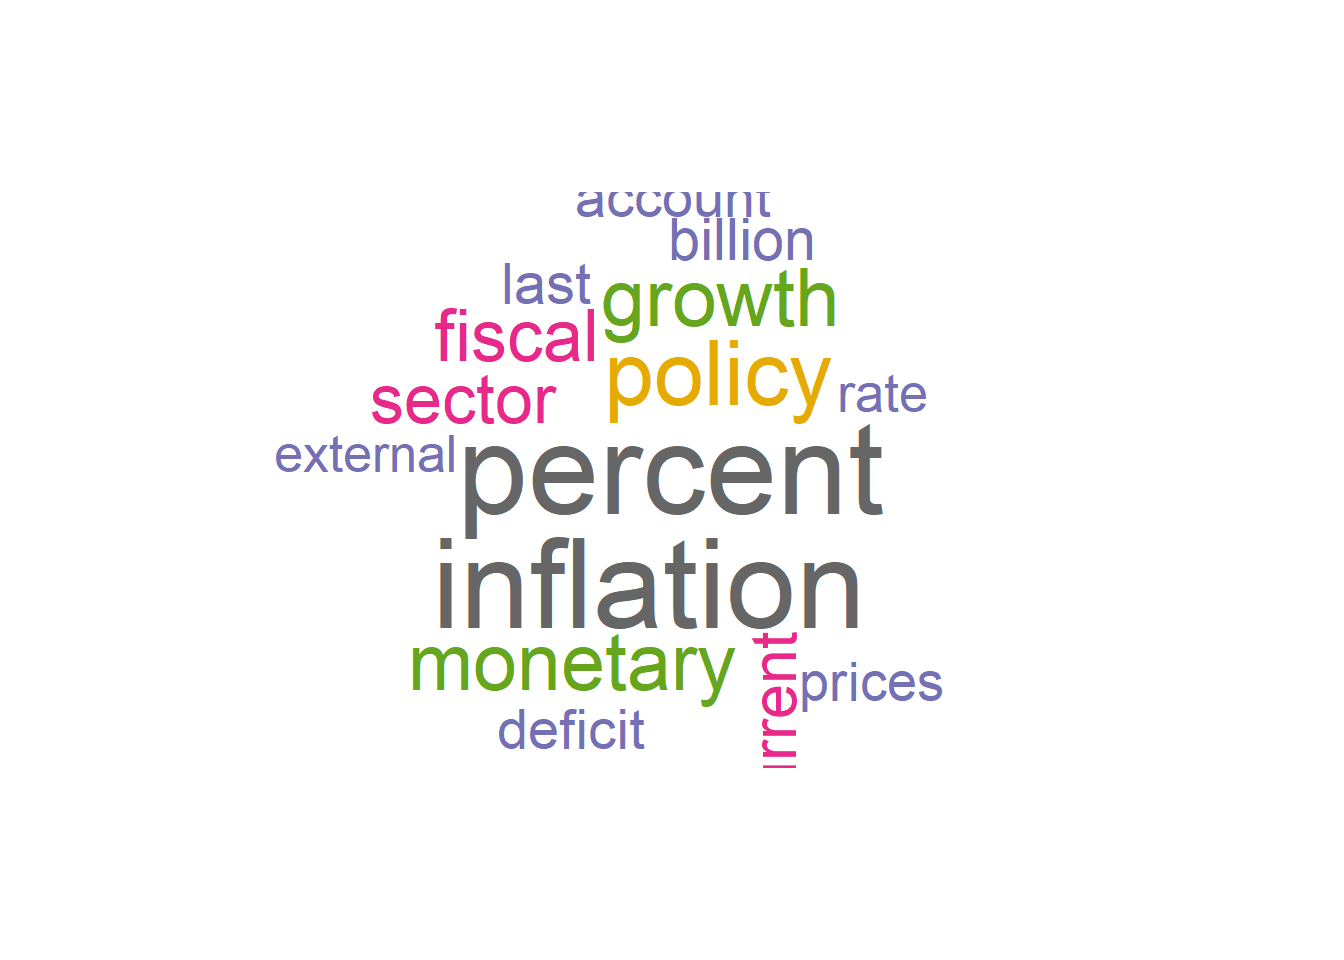 account
billion
last
growth
fiscal
policy
rate
sector
external
percent
inflation
monetary
rrent
prices
deficit